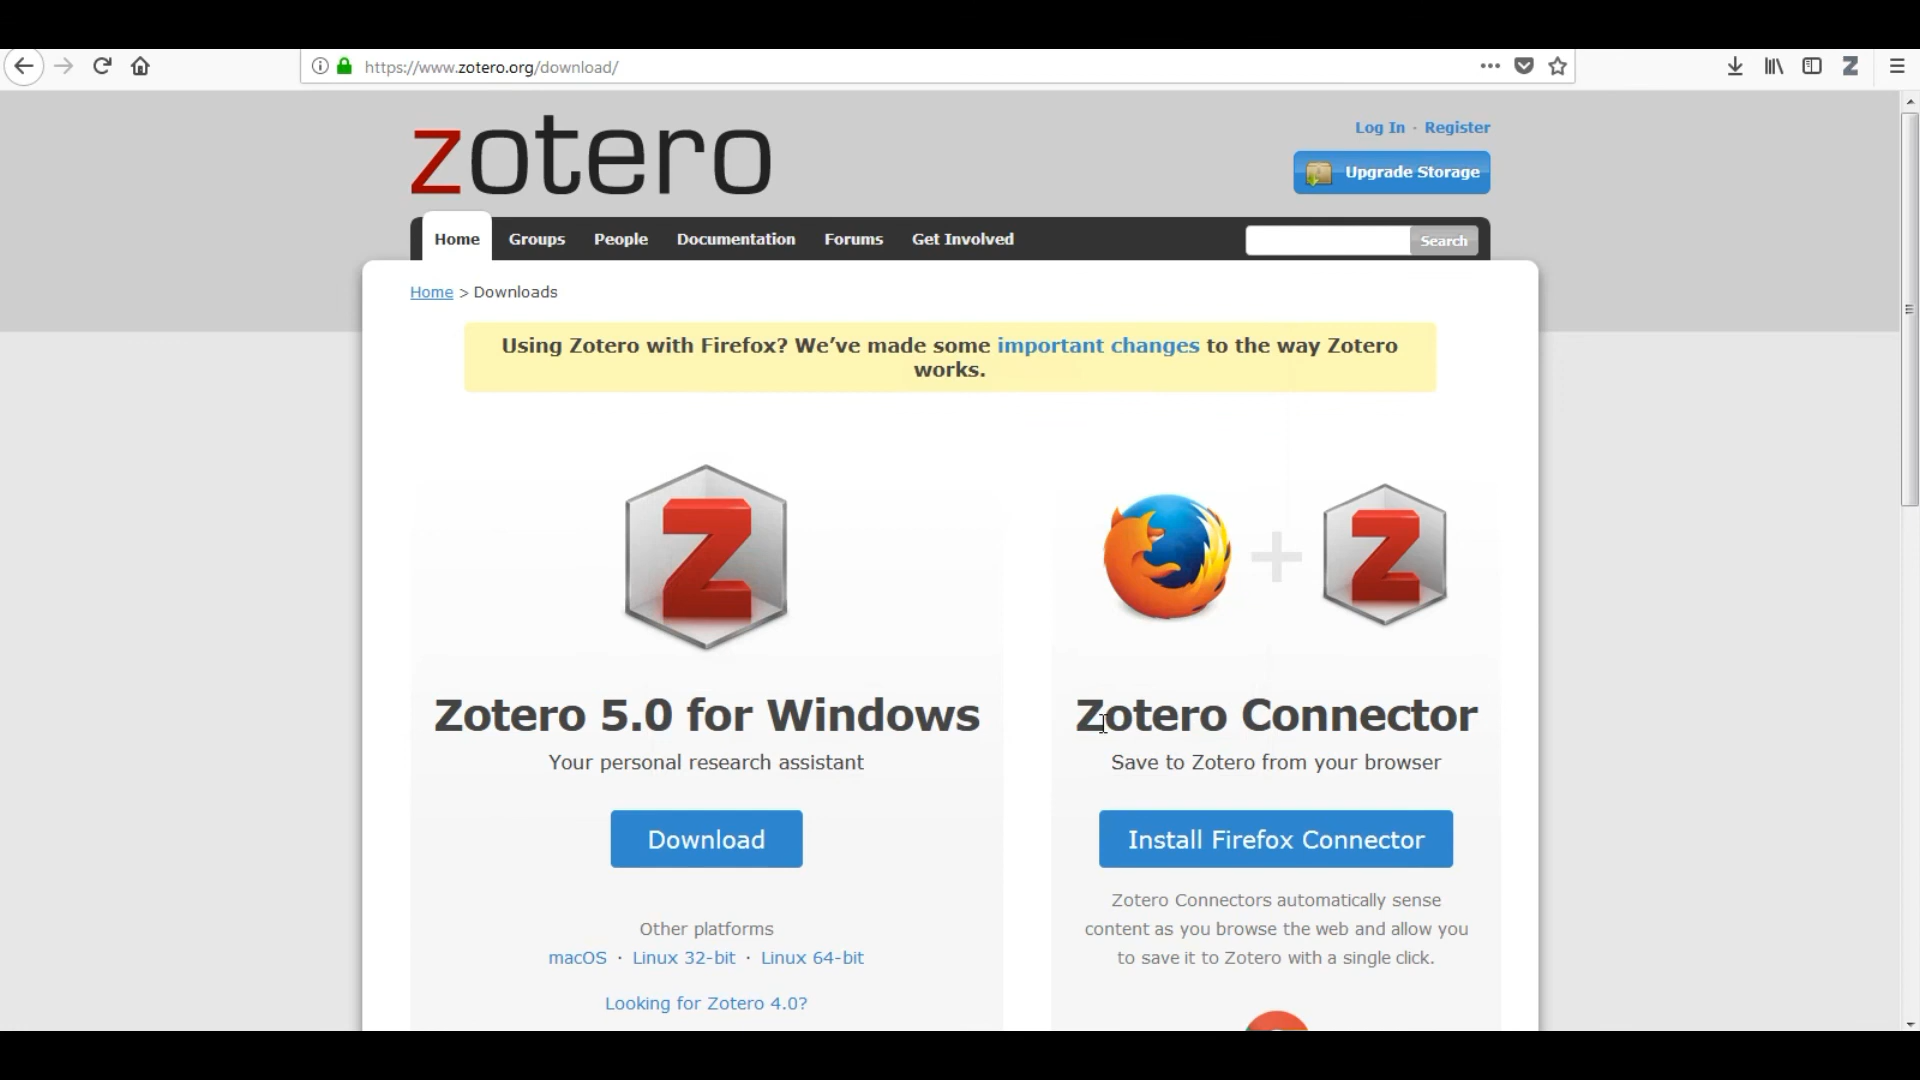 https://www.zotero.org/download/
Z
zotero
Log In · Register
Upgrade Storage
Home Groups People Documentation Forums Get Involved Search
Home > Downloads
Using Zotero with Firefox? We've made some important changes to the way Zotero
works.
Z + Z
Zotero 5.0 for Windows
Your personal research assistant
Download
Other platforms
macOS · Linux 32-bit · Linux 64-bit
Looking for Zotero 4.0?
Zotero Connector
Save to Zotero from your browser
Install Firefox Connector
Zotero Connectors automatically sense
content as you browse the web and allow you
to save it to Zotero with a single click.